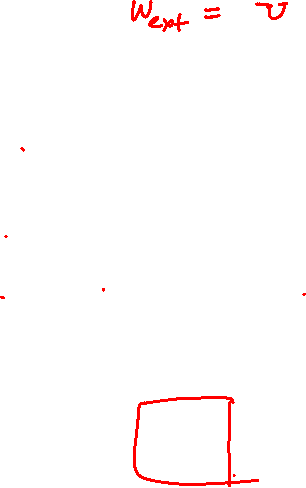 W_ext = U